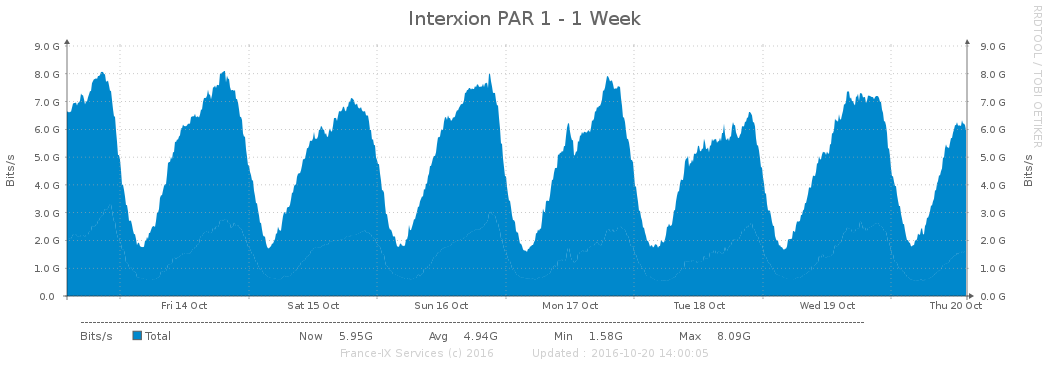 Interxion PAR 1 - 1 Week
RRDTOOL / TOBI OETIKER
Bits/s
9.0 G 9.0 G
8.0 G 8.0 G
7.0 G 7.0 G
6.0 G 6.0 G
5.0 G 5.0 G
4.0 G 4.0 G
3.0 G 3.0 G
2.0 G 2.0 G
1.0 G 1.0 G
0.0 0.0 G
Bits/s
Fri 14 Oct Sat 15 Oct Sun 16 Oct Mon 17 Oct Tue 18 Oct Wed 19 Oct Thu 20 Oct
Bits/s Total Now 5.95G Avg 4.94G Min 1.58G Max 8.09G
France-IX Services (c) 2016 Updated : 2016-10-20 14:00:05